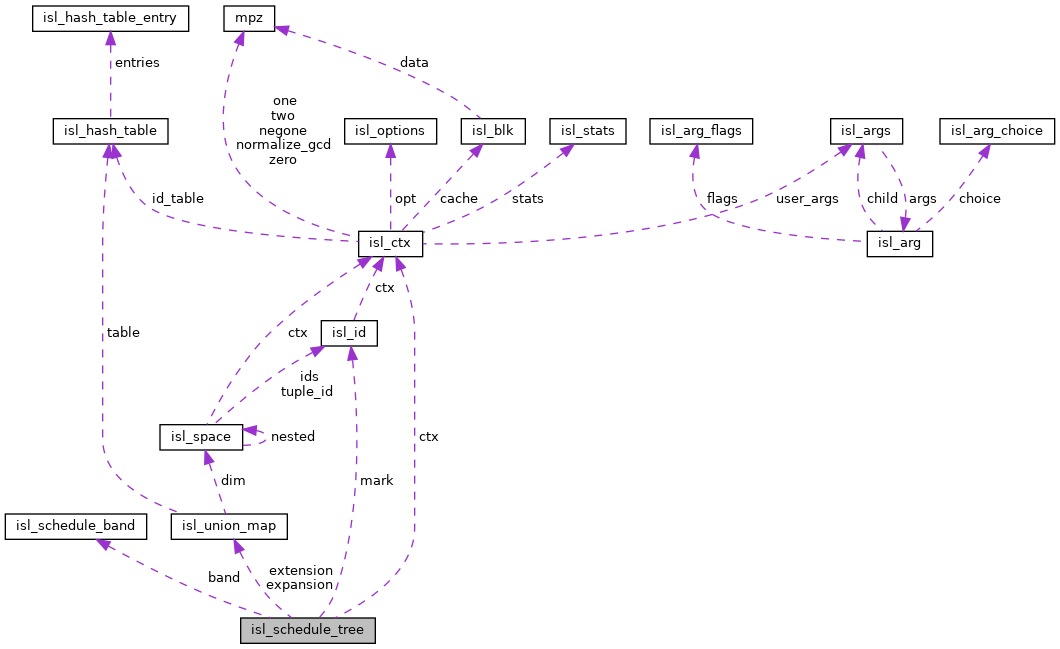 isl_hash_table_entry
mpz
entries
data
one
two
negone
normalize_gcd
zero
isl_hash_table
isl_options
isl_blk
isl_stats
isl_arg_flags
isl_args
isl_arg_choice
id_table
opt
cache
stats
flags
user_args
child
args
choice
isl_ctx
isl_arg
ctx
ctx
isl_id
table
ids
tuple_id
ctx
isl_space
nested
dim
mark
isl_schedule_band
isl_union_map
band
extension
expansion
isl_schedule_tree